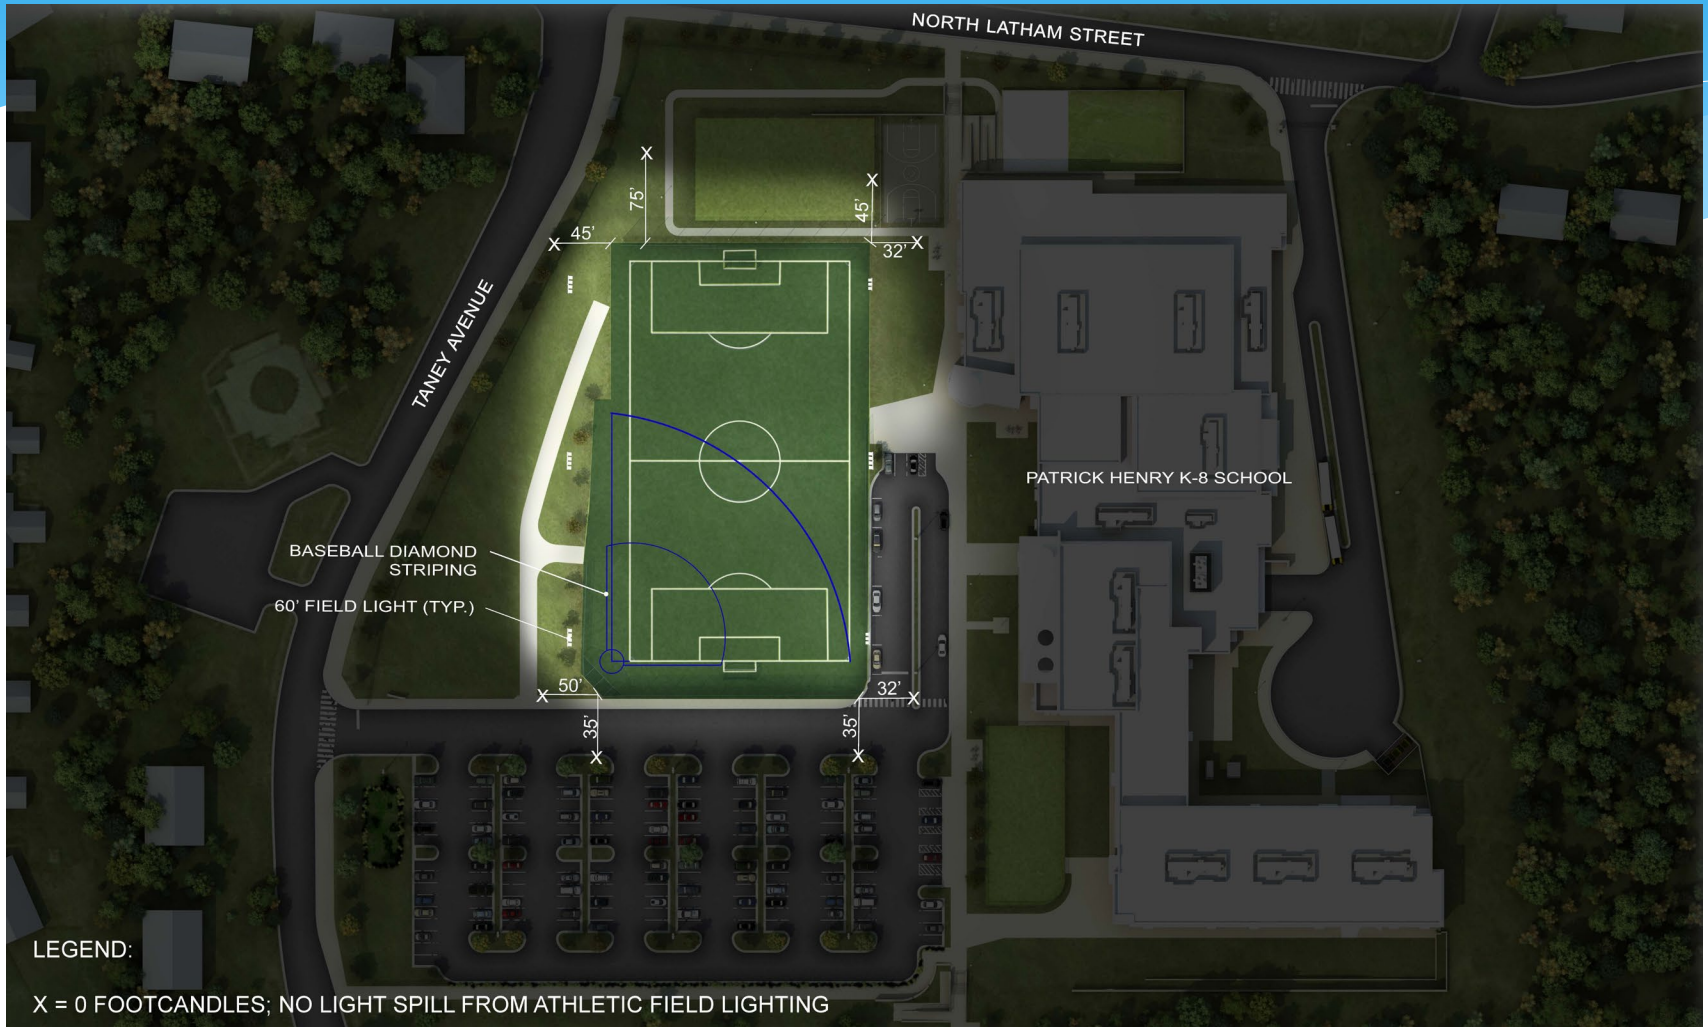 NORTH LATHAM STREET
X
X
75'
45'
45'
X
X
32'
TANEY AVENUE
PATRICK HENRY K-8 SCHOOL
BASEBALL DIAMOND
STRIPING
60' FIELD LIGHT (TYP.)
50'
32'
X
X
35'
35'
X
X
LEGEND:
X = 0 FOOTCANDLES; NO LIGHT SPILL FROM ATHLETIC FIELD LIGHTING